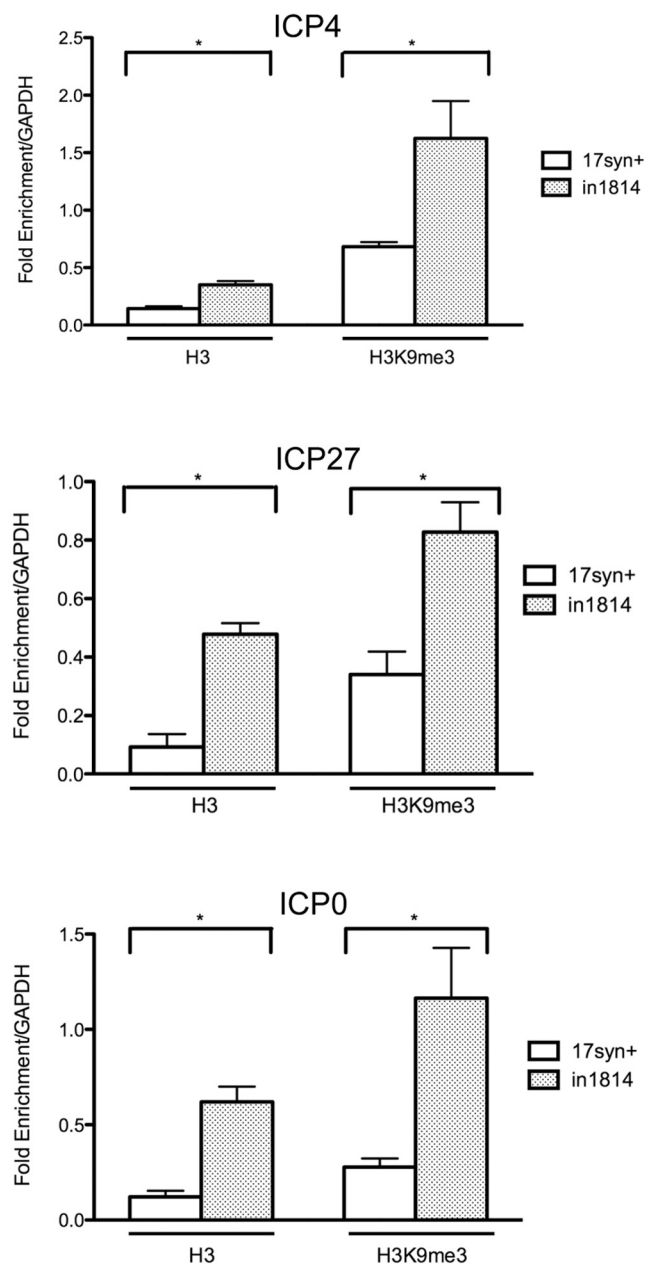 ICP4
*
*
2.5
2.0
1.5
1.0
0.5
0.0
Fold Enrichment/GAPDH
17syn+
in1814
H3
H3K9me3
ICP27
*
*
1.0
0.8
0.6
0.4
0.2
0.0
Fold Enrichment/GAPDH
17syn+
in1814
H3
H3K9me3
ICP0
*
*
1.5
1.0
0.5
0.0
Fold Enrichment/GAPDH
17syn+
in1814
H3
H3K9me3